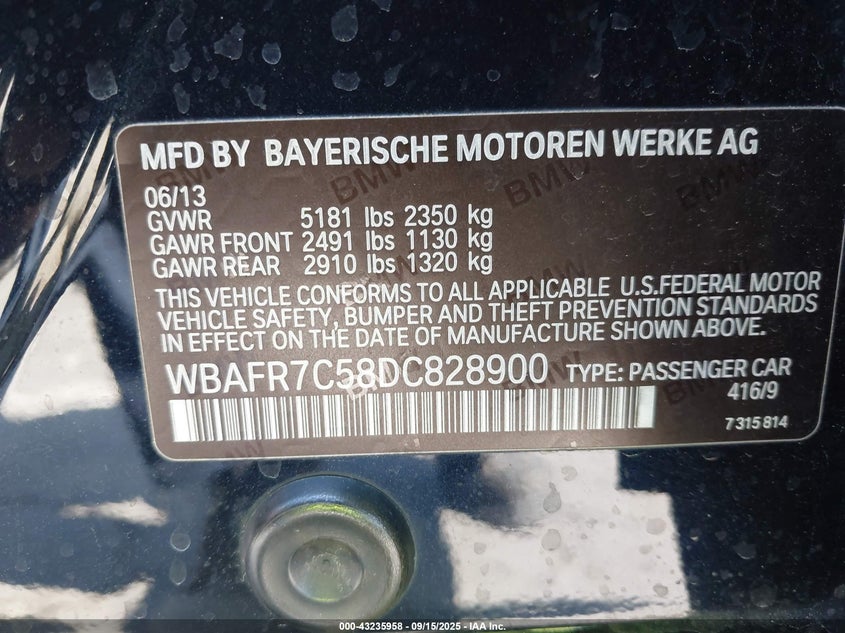 MFD BY BAYERISCHE MOTOREN WERKE AG
06/13
GVWR 5181 lbs 2350 kg
GAWR FRONT 2491 lbs 1130 kg
GAWR REAR 2910 lbs 1320 kg
THIS VEHICLE CONFORMS TO ALL APPLICABLE U.S.FEDERAL MOTOR
VEHICLE SAFETY, BUMPER AND THEFT PREVENTION STANDARDS
IN EFFECT ON THE DATE OF MANUFACTURE SHOWN ABOVE.
WBAFR7C58DC828900 TYPE: PASSENGER CAR
416/9
7 315 814
000-43235958 - 09/15/2025 - IAA Inc.